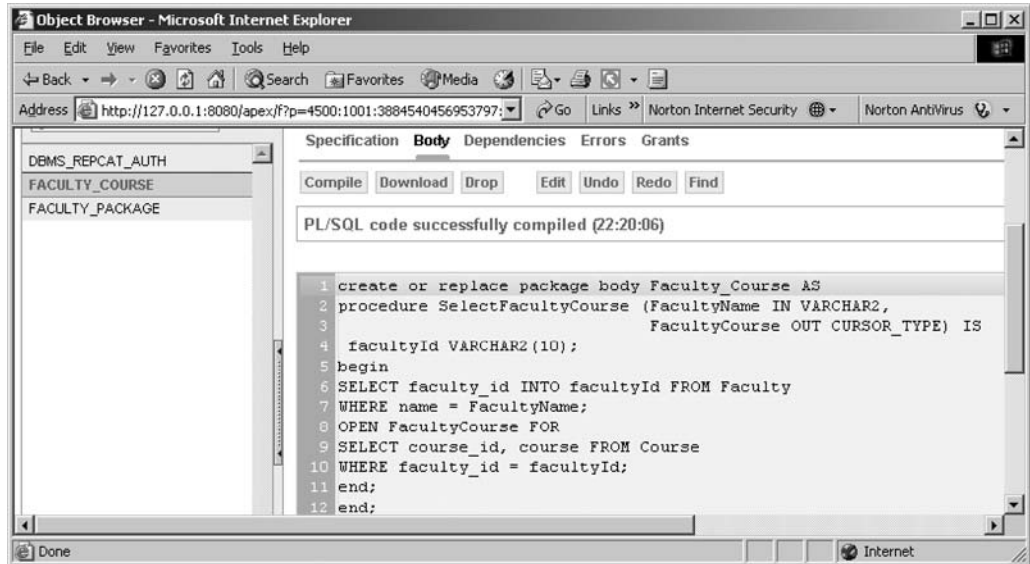 Object Browser - Microsoft Internet Explorer
File Edit View Favorites Tools Help
Back Search Favorites Media
Address http://127.0.0.1:8080/apex/f?p=4500:1001:3884540456953797: Go Links » Norton Internet Security Norton AntiVirus
DBMS_REPCAT_AUTH
FACULTY_COURSE
FACULTY_PACKAGE
Specification Body Dependencies Errors Grants
Compile Download Drop Edit Undo Redo Find
PL/SQL code successfully compiled (22:20:06)
1 create or replace package body Faculty_Course AS
2 procedure SelectFacultyCourse (FacultyName IN VARCHAR2,
3 FacultyCourse OUT CURSOR_TYPE) IS
4 facultyId VARCHAR2(10);
5 begin
6 SELECT faculty_id INTO facultyId FROM Faculty
7 WHERE name = FacultyName;
8 OPEN FacultyCourse FOR
9 SELECT course_id, course FROM Course
10 WHERE faculty_id = facultyId;
11 end;
12 end;
Done Internet